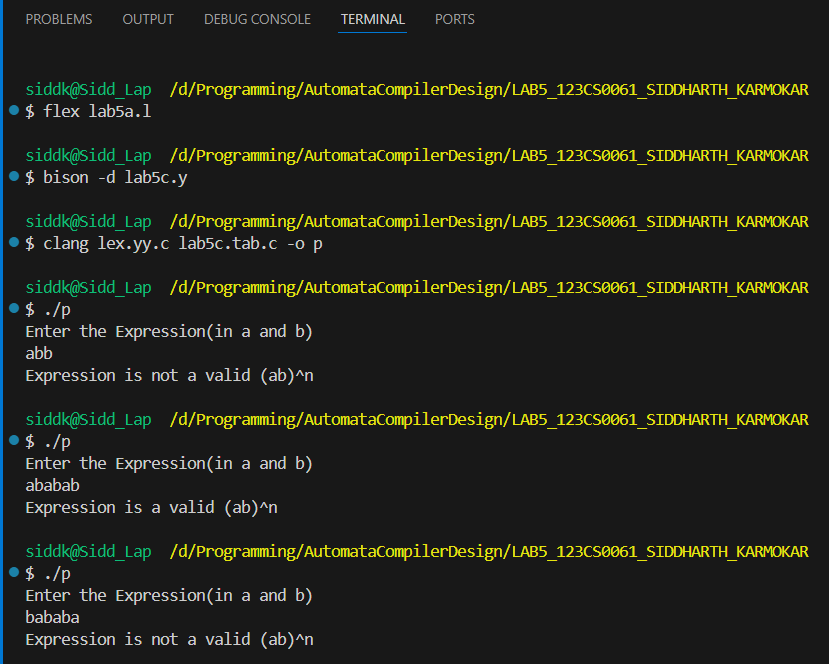 PROBLEMS OUTPUT DEBUG CONSOLE TERMINAL PORTS
siddk@Sidd_Lap /d/Programming/AutomataCompilerDesign/LAB5_123CS0061_SIDDHARTH_KARMOKAR
$ flex lab5a.l
siddk@Sidd_Lap /d/Programming/AutomataCompilerDesign/LAB5_123CS0061_SIDDHARTH_KARMOKAR
$ bison -d lab5c.y
siddk@Sidd_Lap /d/Programming/AutomataCompilerDesign/LAB5_123CS0061_SIDDHARTH_KARMOKAR
$ clang lex.yy.c lab5c.tab.c -o p
siddk@Sidd_Lap /d/Programming/AutomataCompilerDesign/LAB5_123CS0061_SIDDHARTH_KARMOKAR
$ ./p
Enter the Expression(in a and b)
abb
Expression is not a valid (ab)^n
siddk@Sidd_Lap /d/Programming/AutomataCompilerDesign/LAB5_123CS0061_SIDDHARTH_KARMOKAR
$ ./p
Enter the Expression(in a and b)
ababab
Expression is a valid (ab)^n
siddk@Sidd_Lap /d/Programming/AutomataCompilerDesign/LAB5_123CS0061_SIDDHARTH_KARMOKAR
$ ./p
Enter the Expression(in a and b)
bababa
Expression is not a valid (ab)^n